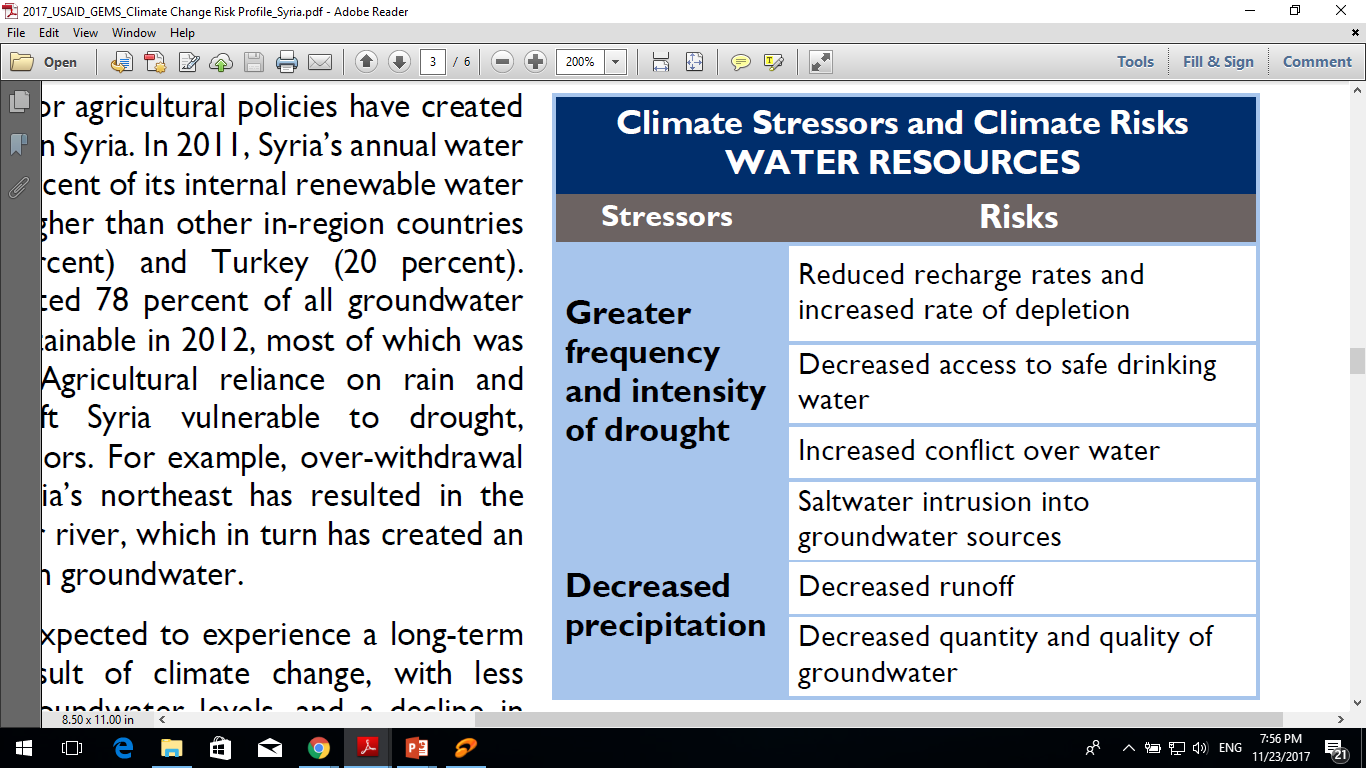 2017_USAID_GEMS_Climate Change Risk Profile_Syria.pdf - Adobe Reader
File Edit View Window Help
Open 3 / 6 200% Tools Fill & Sign Comment
or agricultural policies have created
n Syria. In 2011, Syria's annual water
cent of its internal renewable water
gher than other in-region countries
rcent) and Turkey (20 percent).
ted 78 percent of all groundwater
tainable in 2012, most of which was
Agricultural reliance on rain and
ft Syria vulnerable to drought,
ors. For example, over-withdrawal
ia's northeast has resulted in the
r river, which in turn has created an
n groundwater.
xpected to experience a long-term
sult of climate change, with less
oundwater levels, and a decline in
Climate Stressors and Climate Risks
WATER RESOURCES
Stressors Risks
Greater
frequency
and intensity
of drought
Reduced recharge rates and
increased rate of depletion
Decreased access to safe drinking
water
Increased conflict over water
Saltwater intrusion into
groundwater sources
Decreased
precipitation
Decreased runoff
Decreased quantity and quality of
groundwater
8.50 x 11.00 in
ENG
7:56 PM
11/23/2017
21